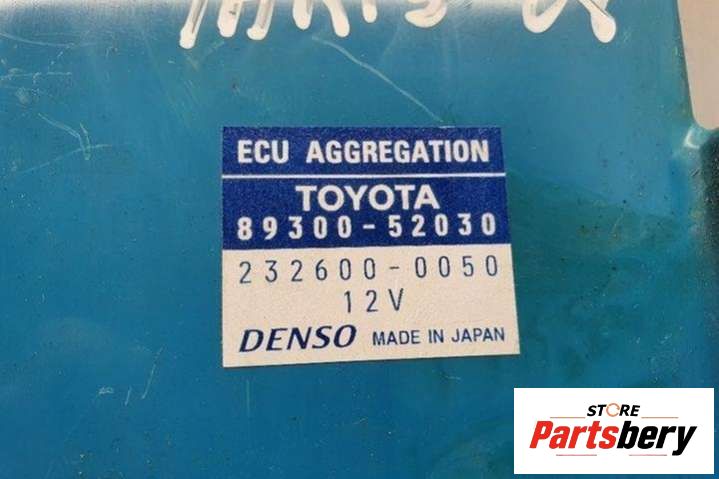 ECU AGGREGATION
TOYOTA
89300-52030
232600-0050
12V
DENSO MADE IN JAPAN
STORE
Partsbery